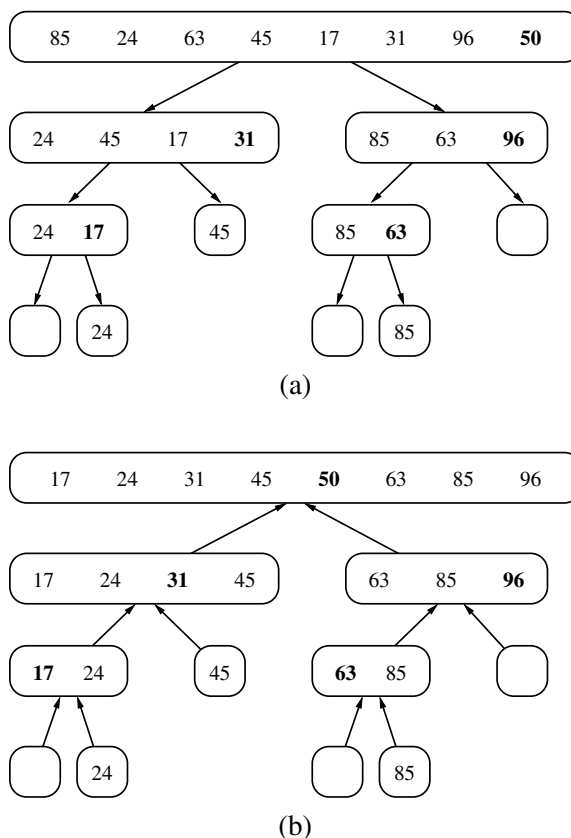 85 24 63 45 17 31 96 50
24 45 17 31 85 63 96
24 17 45 85 63
24 85
(a)
17 24 31 45 50 63 85 96
17 24 31 45 63 85 96
17 24 45 63 85
24 85
(b)